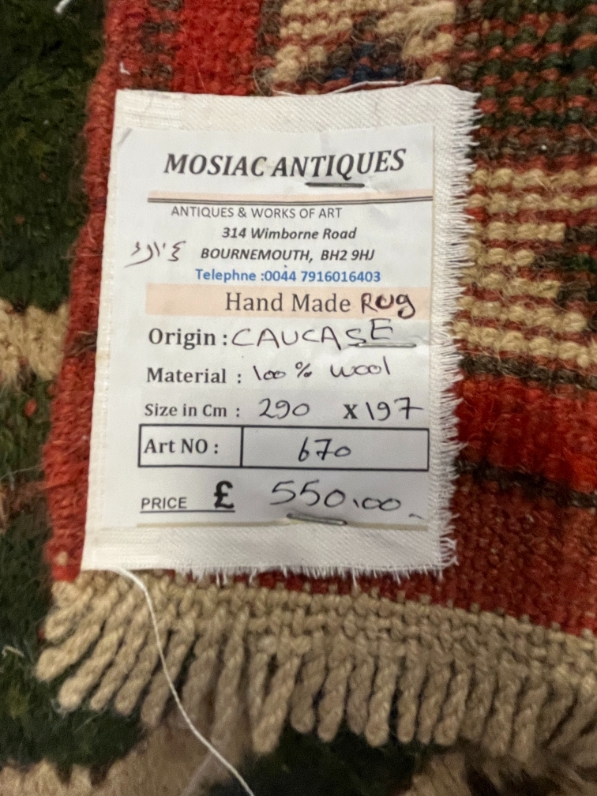 MOSIAC ANTIQUES
ANTIQUES & WORKS OF ART
314 Wimborne Road
BOURNEMOUTH, BH2 9HJ
Telephne :0044 7916016403
Hand Made Rug
Origin : CAUCASE
Material : 100 % wool
Size in Cm : 290 X 197
Art NO : 670
PRICE £ 550.00